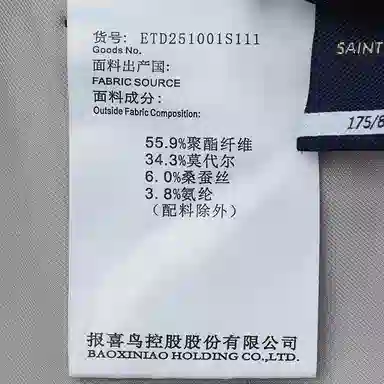 货号: ETD251001S111
Goods No.
面料出产国:
FABRIC SOURCE
面料成分:
Outside Fabric Composition:
55.9%聚酯纤维
34.3%莫代尔
6.0%桑蚕丝
3.8%氨纶
(配料除外)
报喜鸟控股股份有限公司
BAOXINIAO HOLDING CO.,LTD.
SAINT
175/8